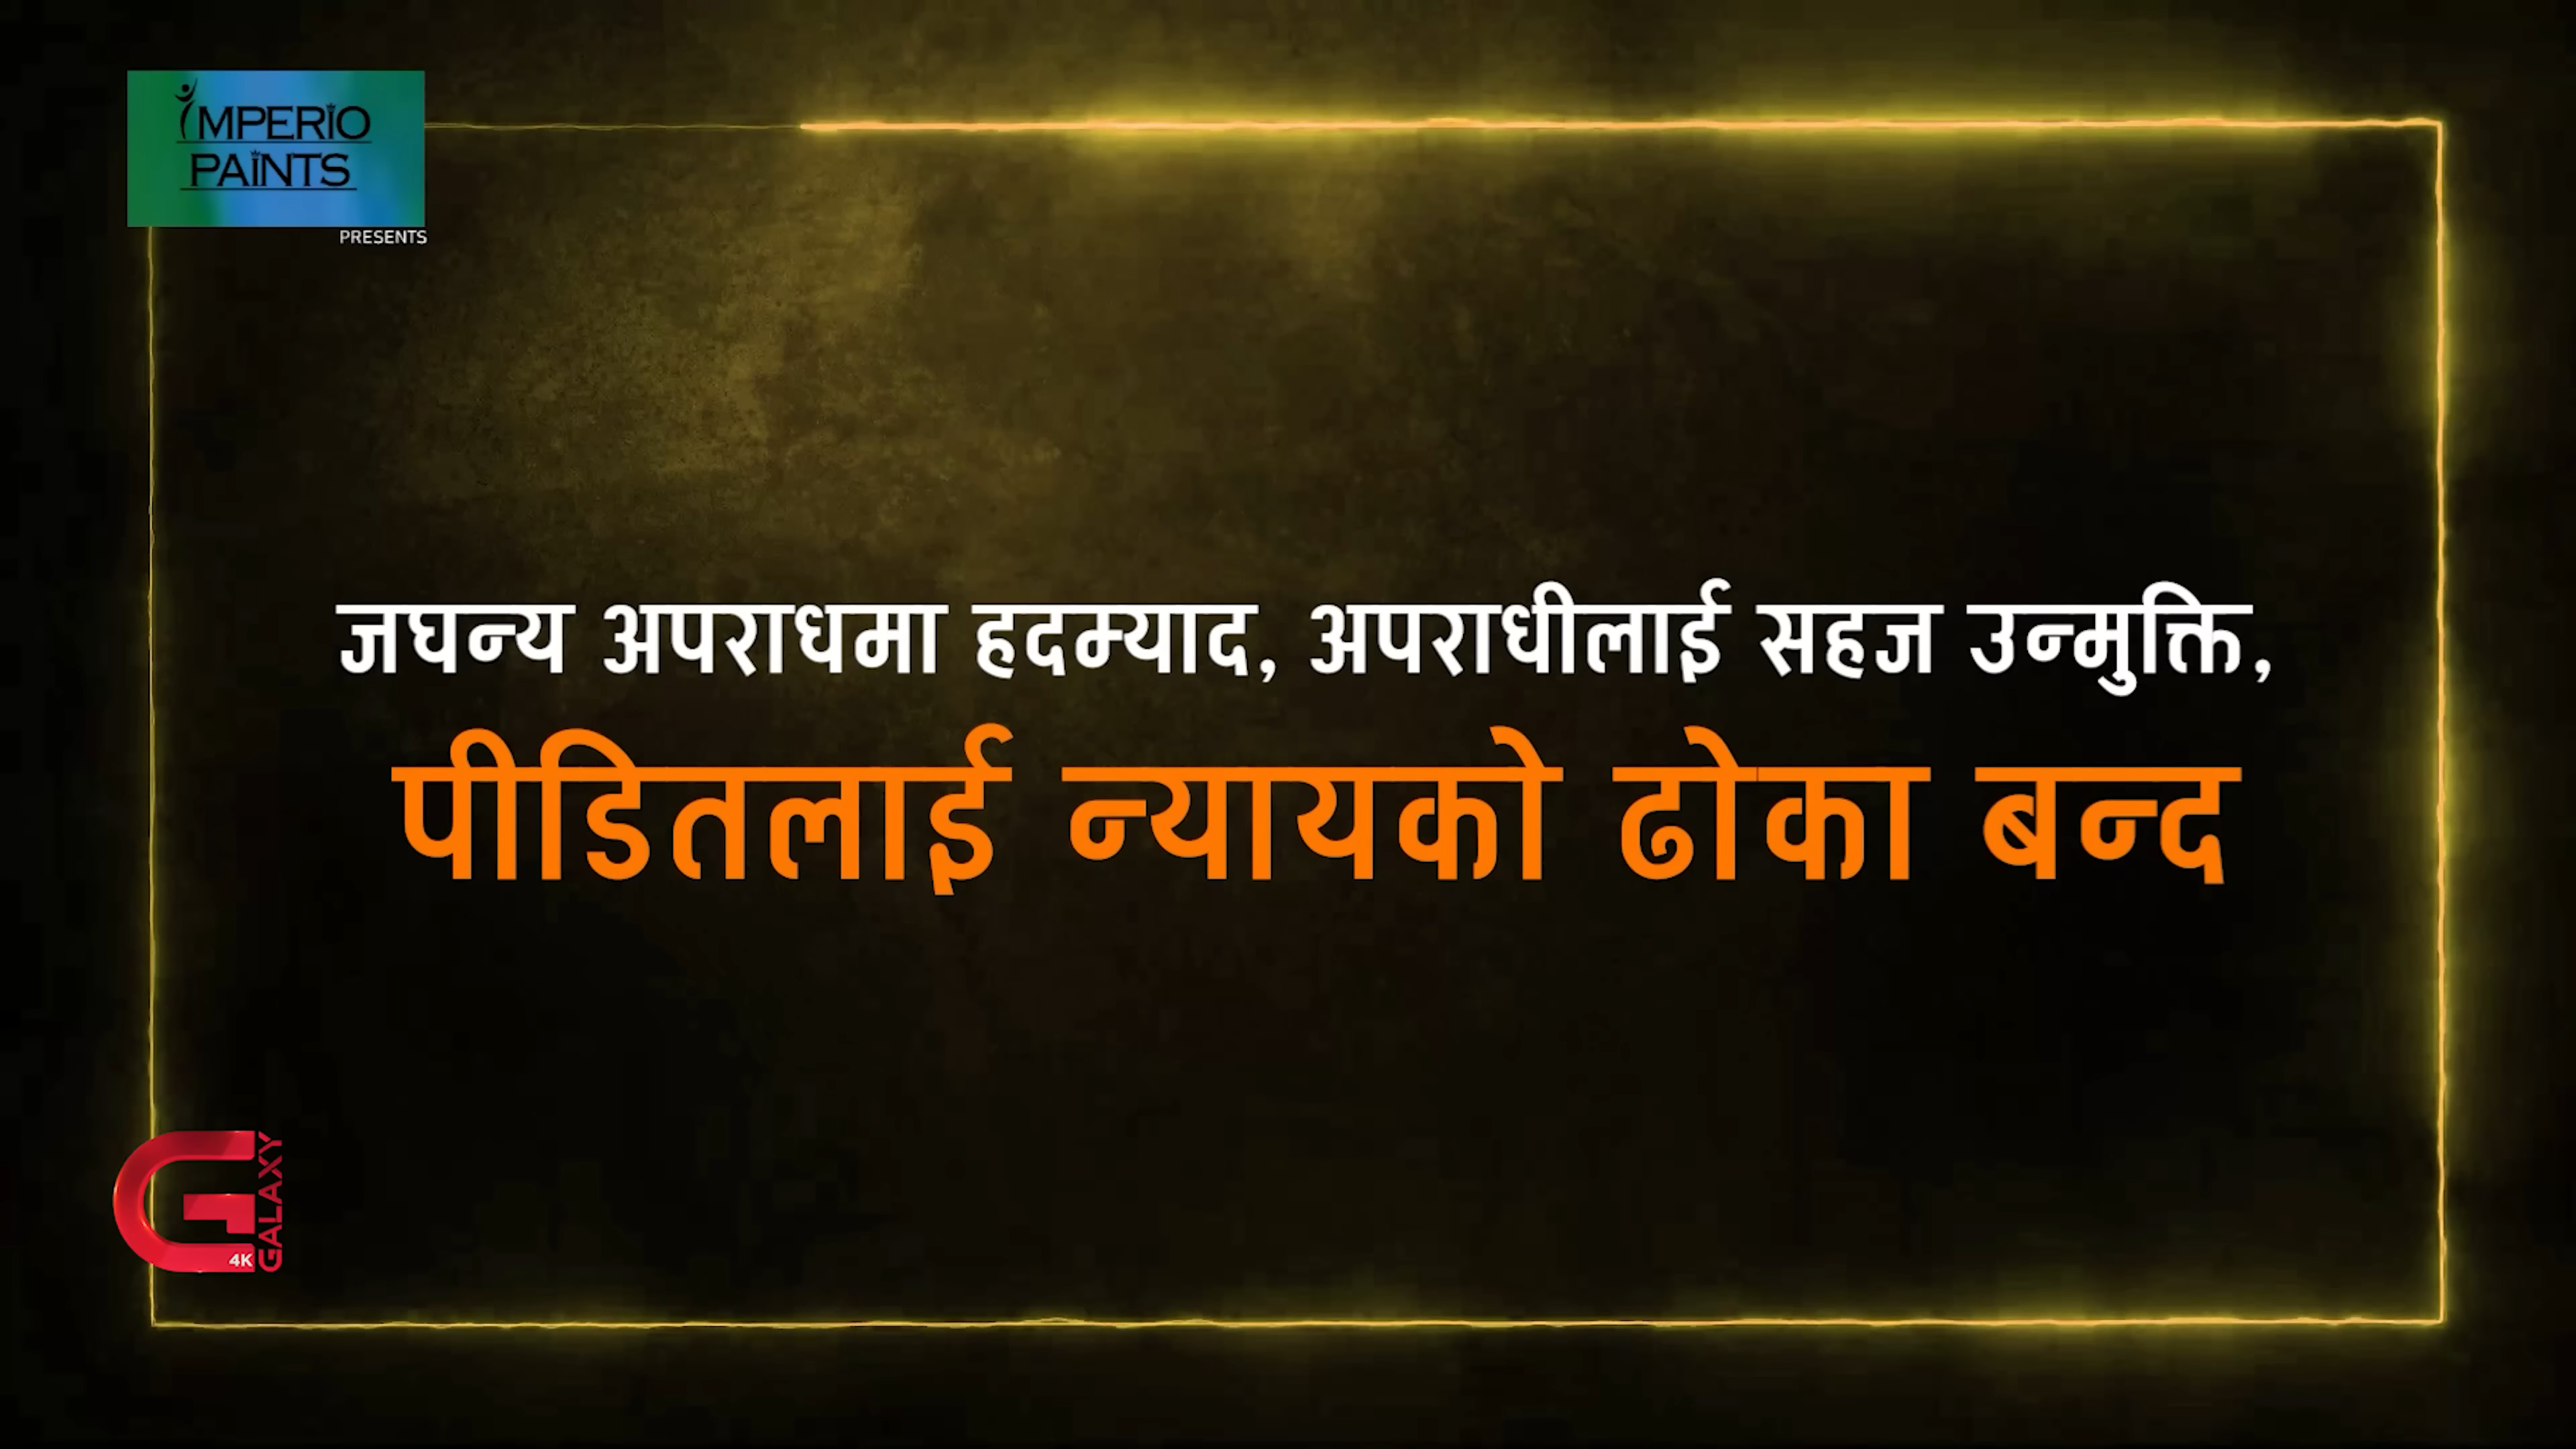 IMPERIO
PAINTS
PRESENTS
जघन्य अपराधमा हदम्याद, अपराधीलाई सहज उन्मुक्ति,
पीडितलाई न्यायको ढोका बन्द
GALAXY
4K